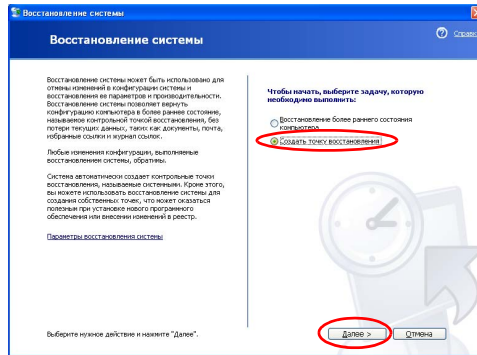 Восстановление системы
Справка
Восстановление системы
Восстановление системы может быть использовано для
отмены изменений в конфигурации системы и
восстановления ее параметров и производительности.
Восстановление системы позволяет вернуть
конфигурацию компьютера в более раннее состояние,
называемое контрольной точкой восстановления, без
потери текущих данных, таких как документы, почта,
избранные ссылки и журнал ссылок.
Любые изменения конфигурации, выполняемые
восстановлением системы, обратимы.
Система автоматически создает контрольные точки
восстановления, называемые системными. Кроме этого,
вы можете использовать восстановление системы для
создания собственных точек, что может оказаться
полезным при установке нового программного
обеспечения или внесении изменений в реестр.
Параметры восстановления системы
Чтобы начать, выберите задачу, которую
необходимо выполнить:
Восстановление более раннего состояния
компьютера
Создать точку восстановления
Выберите нужное действие и нажмите "Далее".
Далее >
Отмена